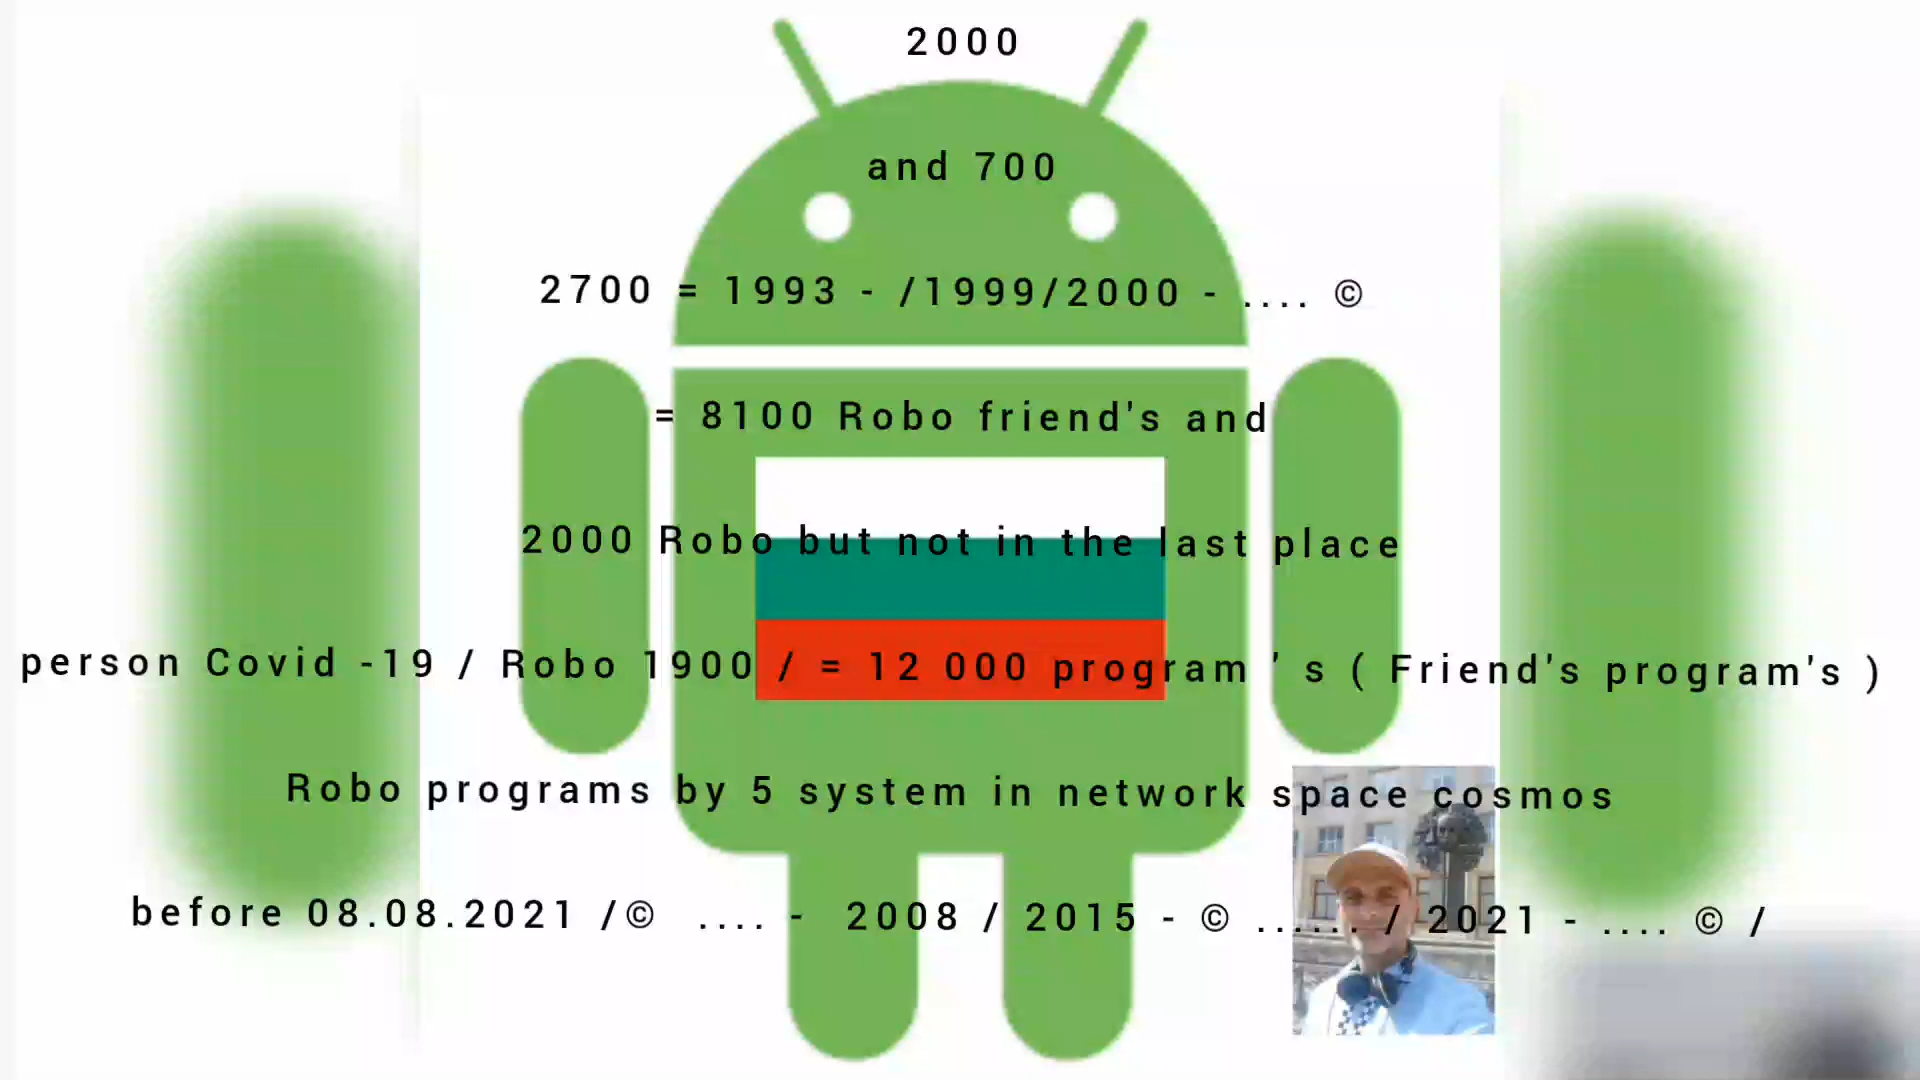 2000
and 700
2700 = 1993 - /1999/2000 - .... ©
= 8100 Robo friend's and
2000 Robo but not in the last place
person Covid -19 / Robo 1900 / = 12 000 program ' s ( Friend's program's )
Robo programs by 5 system in network space cosmos
before 08.08.2021 /© .... - 2008 / 2015 - © ...... / 2021 - .... © /